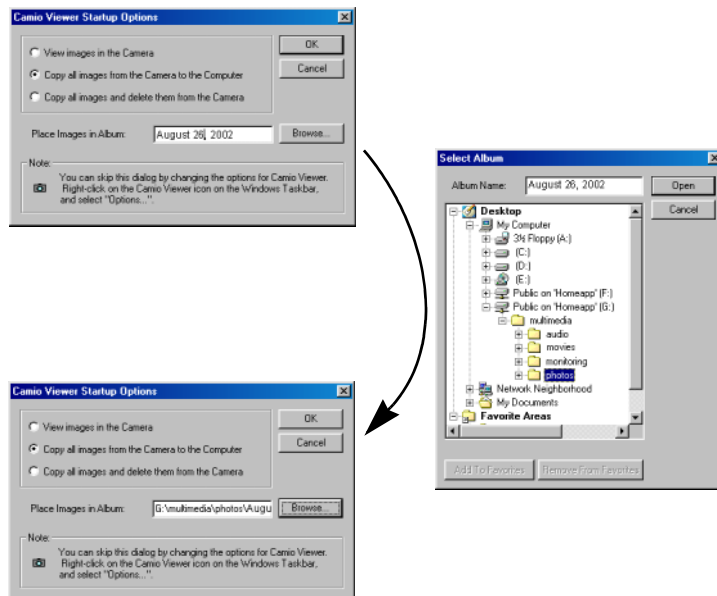 Camio Viewer Startup Options
View images in the Camera
Copy all images from the Camera to the Computer
Copy all images and delete them from the Camera
OK
Cancel
Place Images in Album:
August 26, 2002
Browse...
Note:
You can skip this dialog by changing the options for Camio Viewer.
Right-click on the Camio Viewer icon on the Windows Taskbar,
and select "Options...".
Select Album
Album Name:
August 26, 2002
Open
Cancel
Desktop
My Computer
3½ Floppy (A:)
(C:)
(D:)
(E:)
Public on 'Homeapp' (F:)
Public on 'Homeapp' (G:)
multimedia
audio
movies
monitoring
photos
Network Neighborhood
My Documents
Favorite Areas
Add To Favorites
Remove From Favorites
Camio Viewer Startup Options
View images in the Camera
Copy all images from the Camera to the Computer
Copy all images and delete them from the Camera
OK
Cancel
Place Images in Album:
G:\multimedia\photos\Augu
Browse...
Note:
You can skip this dialog by changing the options for Camio Viewer.
Right-click on the Camio Viewer icon on the Windows Taskbar,
and select "Options...".